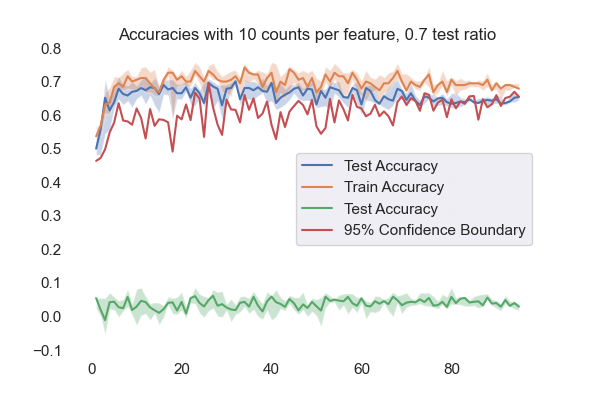 Accuracies with 10 counts per feature, 0.7 test ratio
0.8
0.7
0.6
0.5
0.4
0.3
0.2
0.1
0.0
−0.1
0 20 40 60 80
Test Accuracy
Train Accuracy
Test Accuracy
95% Confidence Boundary